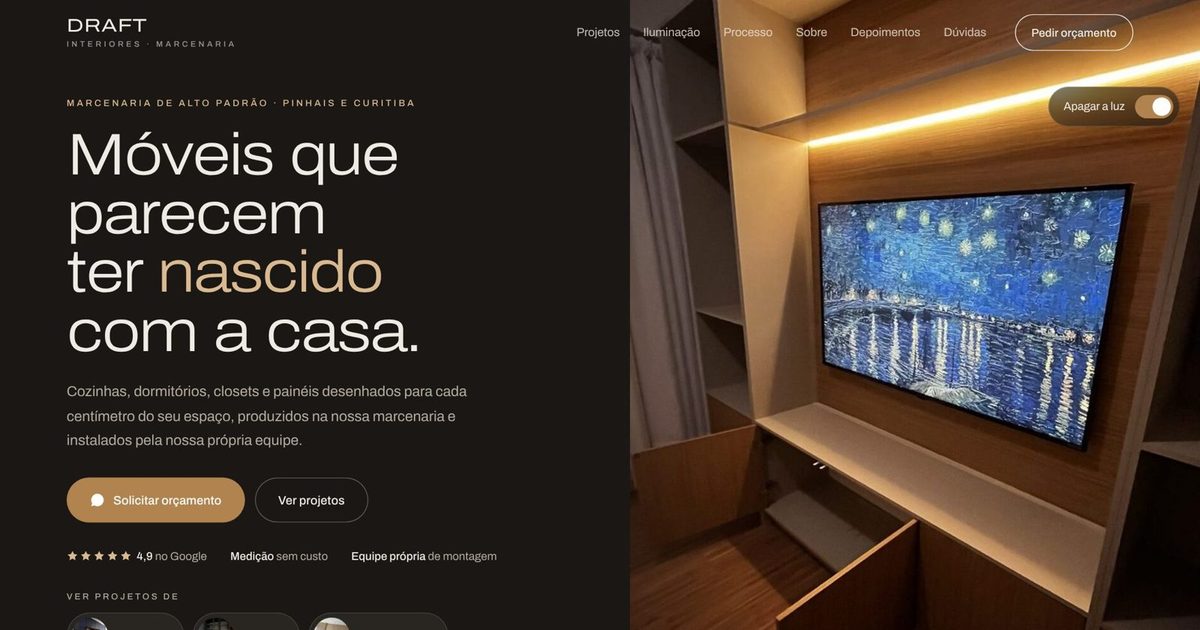 DRAFT
INTERIORES · MARCENARIA
Projetos Iluminação Processo Sobre Depoimentos Dúvidas Pedir orçamento
Apagar a luz
MARCENARIA DE ALTO PADRÃO · PINHAIS E CURITIBA
Móveis que
parecem
ter nascido
com a casa.
Cozinhas, dormitórios, closets e painéis desenhados para cada
centímetro do seu espaço, produzidos na nossa marcenaria e
instalados pela nossa própria equipe.
Solicitar orçamento Ver projetos
4,9 no Google Medição sem custo Equipe própria de montagem
VER PROJETOS DE